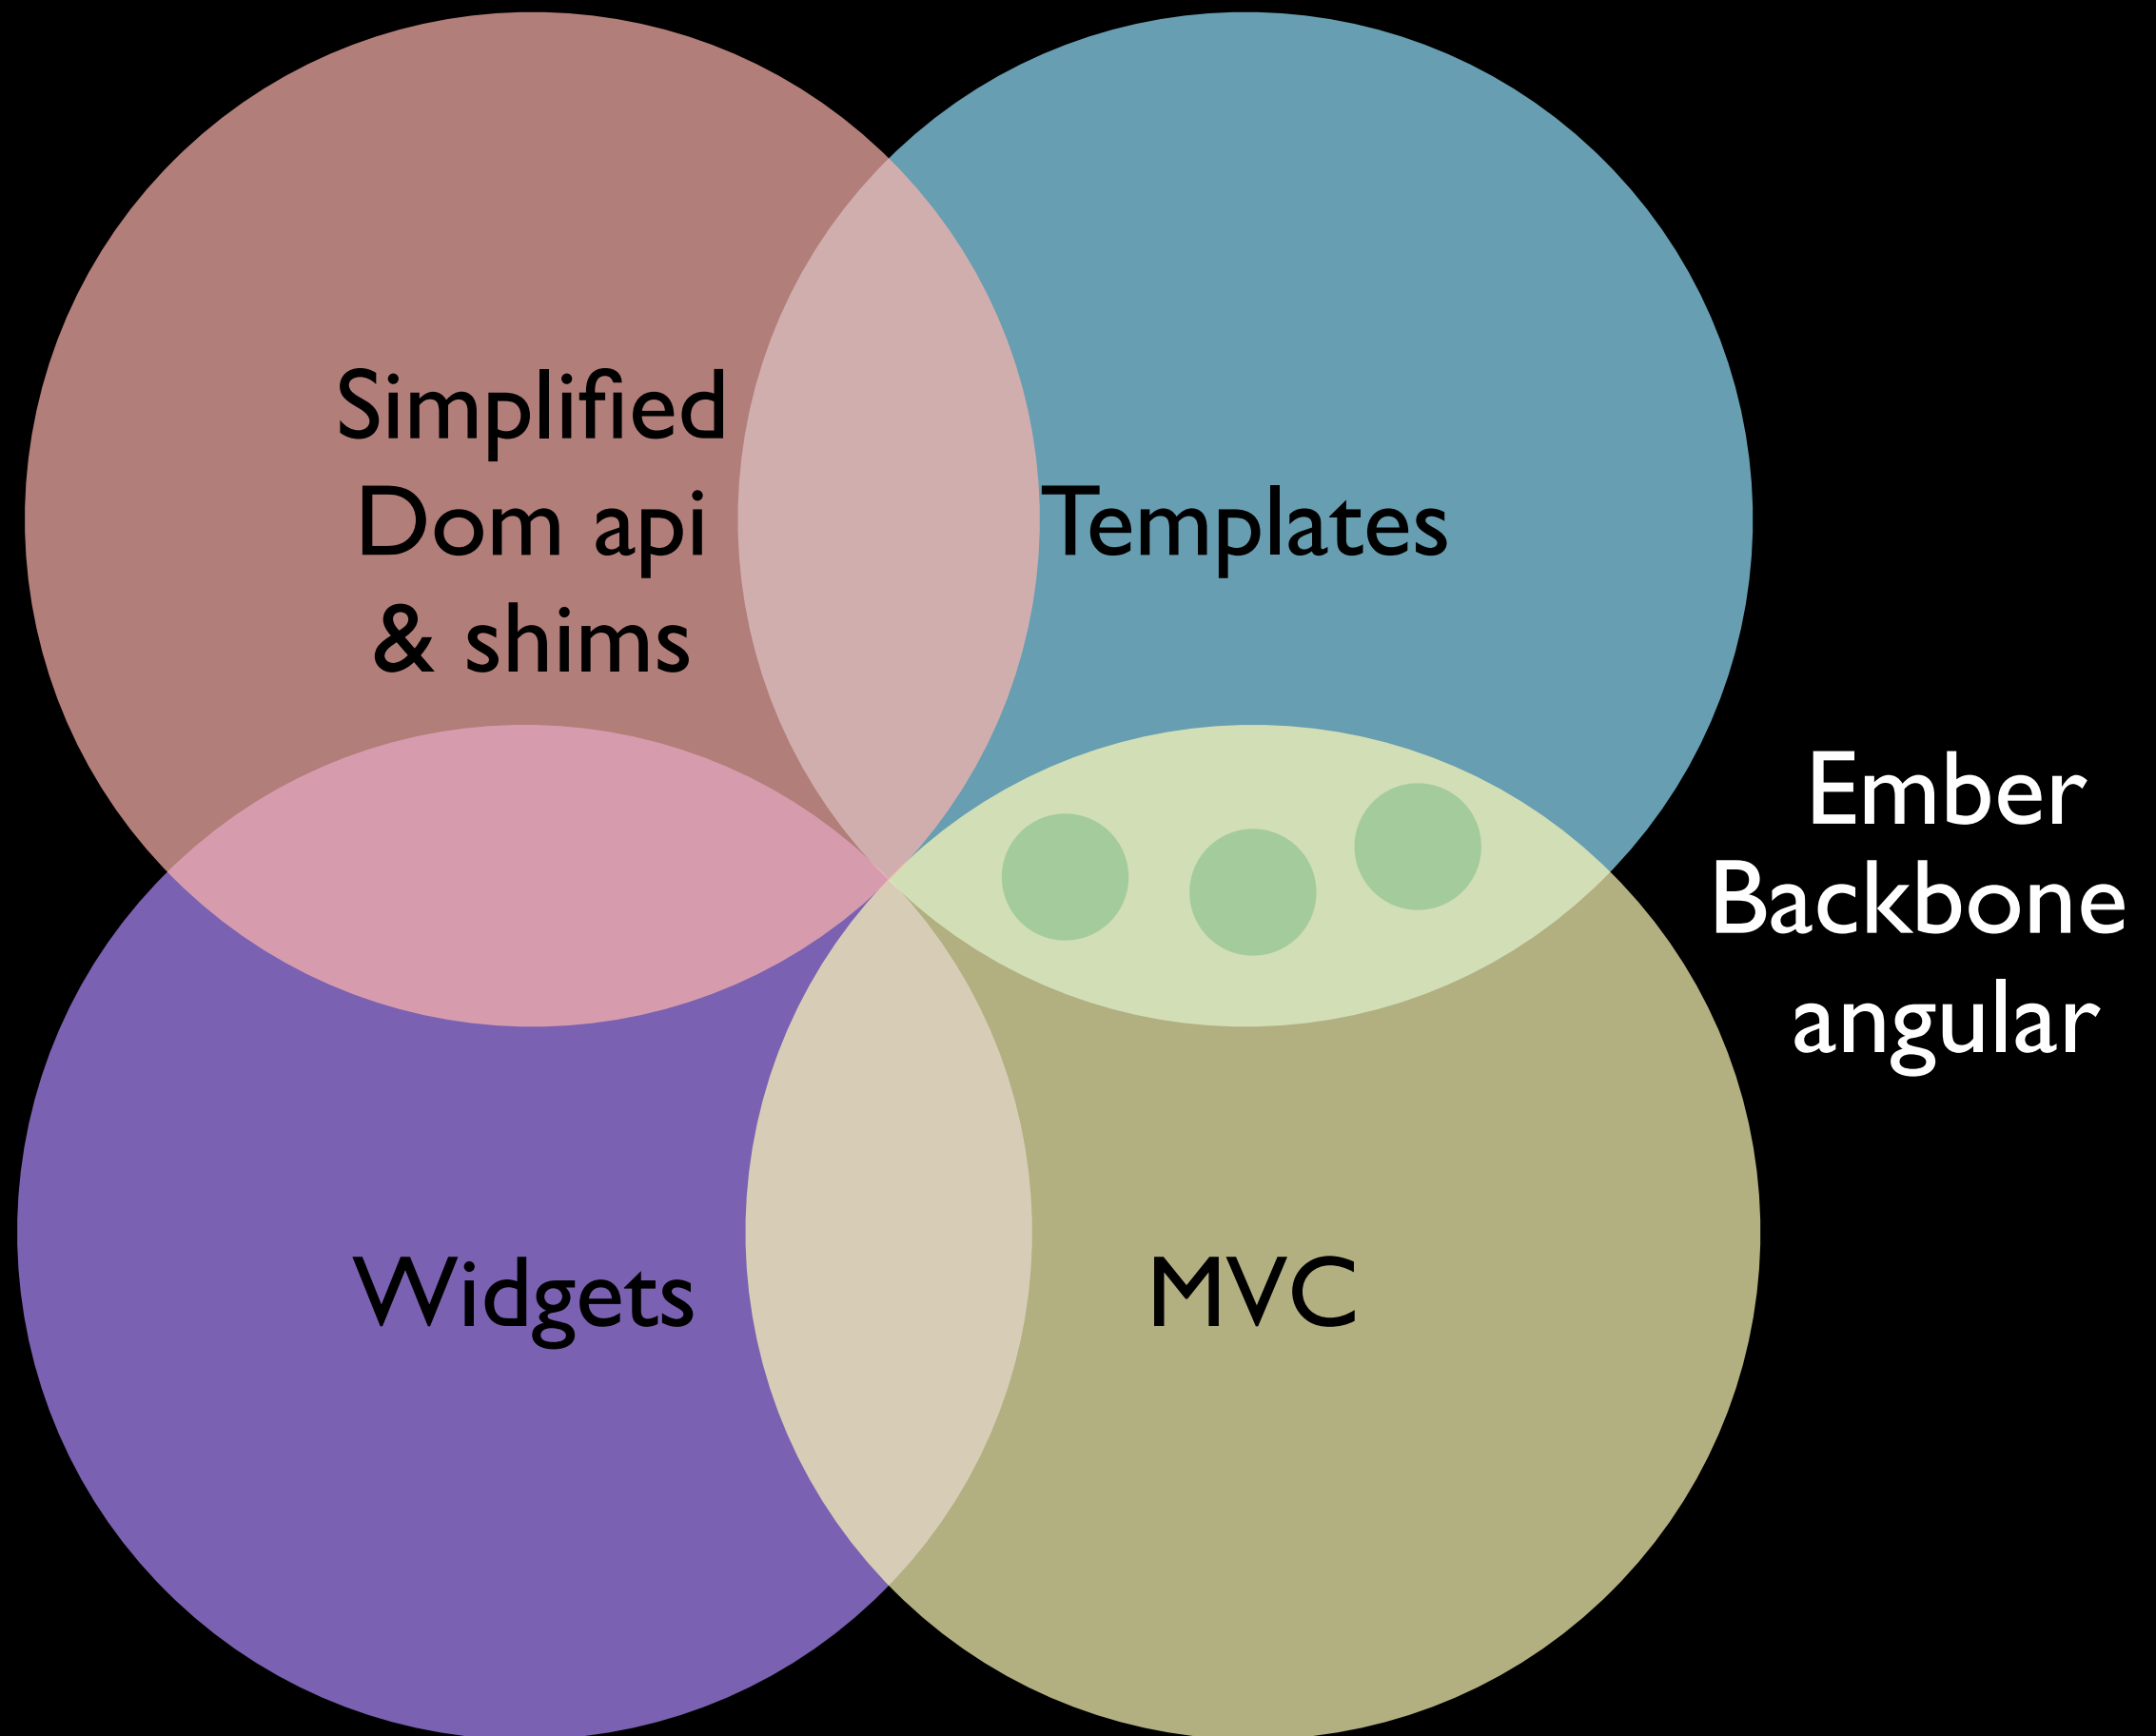 Simplified
Dom api
& shims
Templates
Ember
Backbone
angular
Widgets
MVC